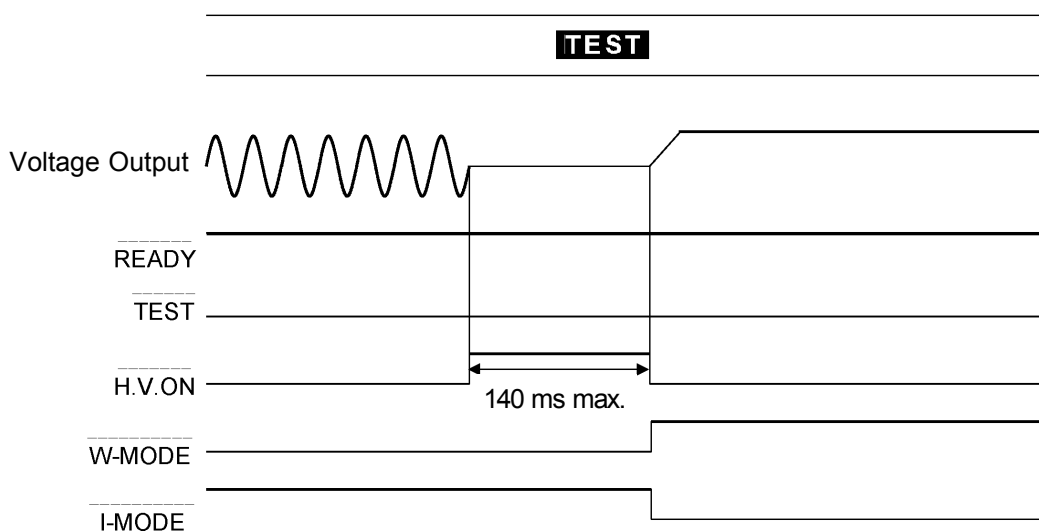 TEST
Voltage Output
READY
TEST
H.V.ON
140 ms max.
W-MODE
I-MODE